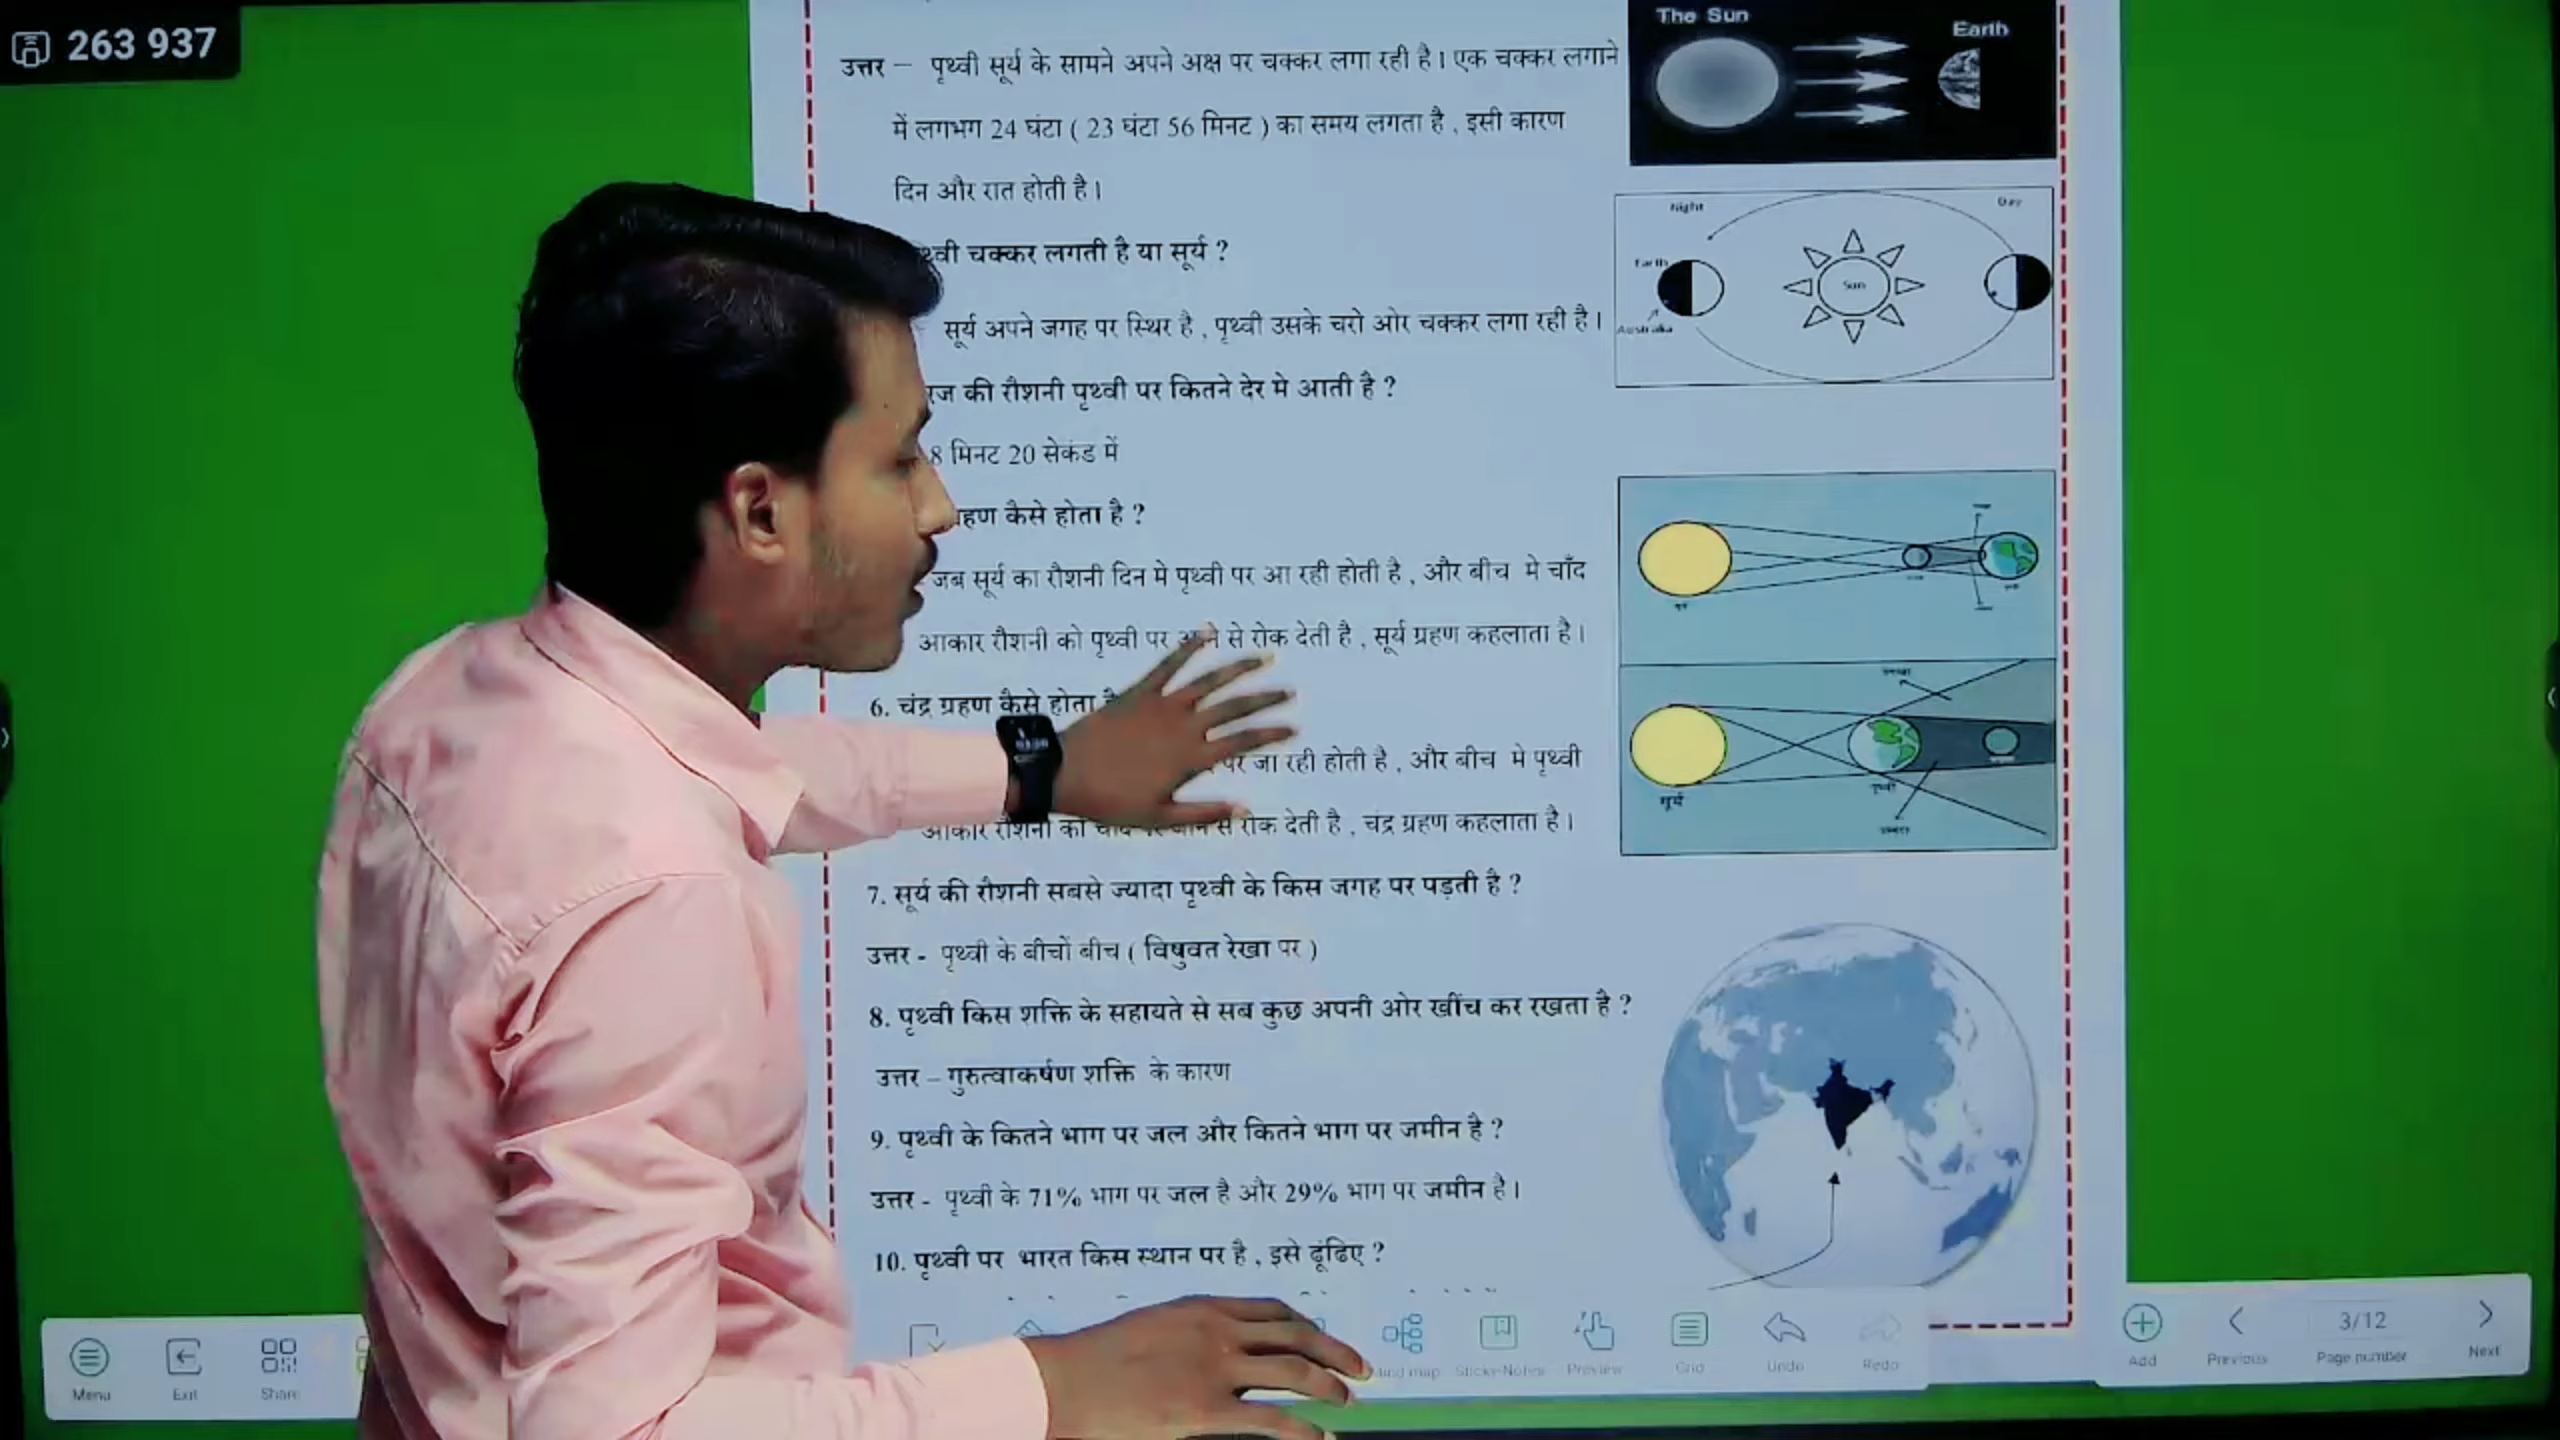 263 937
The Sun
Earth
उत्तर – पृथ्वी सूर्य के सामने अपने अक्ष पर चक्कर लगा रही है। एक चक्कर लगाने
में लगभग 24 घंटा ( 23 घंटा 56 मिनट ) का समय लगता है , इसी कारण
दिन और रात होती है।
Night
Day
चक्कर लगती है या सूर्य ?
Earth
Sun
Australia
सूर्य अपने जगह पर स्थिर है , पृथ्वी उसके चरो ओर चक्कर लगा रही है।
की रौशनी पृथ्वी पर कितने देर मे आती है ?
8 मिनट 20 सेकंड में
कैसे होता है ?
जब सूर्य का रौशनी दिन मे पृथ्वी पर आ रही होती है , और बीच मे चाँद
आकार रौशनी को पृथ्वी पर से रोक देती है , सूर्य ग्रहण कहलाता है।
6. चंद्र ग्रहण कैसे होता
पर जा रही होती है , और बीच मे पृथ्वी
आकार रौशनी को से रोक देती है , चंद्र ग्रहण कहलाता है।
सूर्य
पृथ्वी
7. सूर्य की रौशनी सबसे ज्यादा पृथ्वी के किस जगह पर पड़ती है ?
उत्तर - पृथ्वी के बीचों बीच ( विषुवत रेखा पर )
8. पृथ्वी किस शक्ति के सहायते से सब कुछ अपनी ओर खींच कर रखता है ?
उत्तर – गुरुत्वाकर्षण शक्ति के कारण
9. पृथ्वी के कितने भाग पर जल और कितने भाग पर जमीन है ?
उत्तर - पृथ्वी के 71% भाग पर जल है और 29% भाग पर जमीन है।
10. पृथ्वी पर भारत किस स्थान पर है , इसे ढूंढिए ?
Menu
Exit
Share
map
Sticky-Notes
Preview
Grid
Undo
Redo
Add
Previous
3/12
Page number
Next